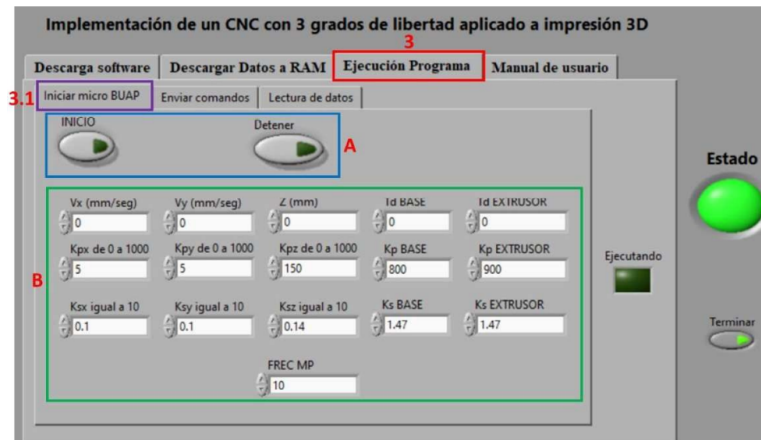 Implementación de un CNC con 3 grados de libertad aplicado a impresión 3D
3
Descarga software Descargar Datos a RAM Ejecución Programa Manual de usuario
3.1 Iniciar micro BUAP Enviar comandos Lectura de datos
INICIO Detener A
Estado
Vx (mm/seg) Vy (mm/seg) Z (mm) Td BASE Td EXTRUSOR
0 0 0 0 0
Kpx de 0 a 1000 Kpy de 0 a 1000 Kpz de 0 a 1000 Kp BASE Kp EXTRUSOR
Ejecutando
5 5 150 800 900
B
Ksx igual a 10 Ksy igual a 10 Ksz igual a 10 Ks BASE Ks EXTRUSOR
0.1 0.1 0.14 1.47 1.47
Terminar
FREC MP
10